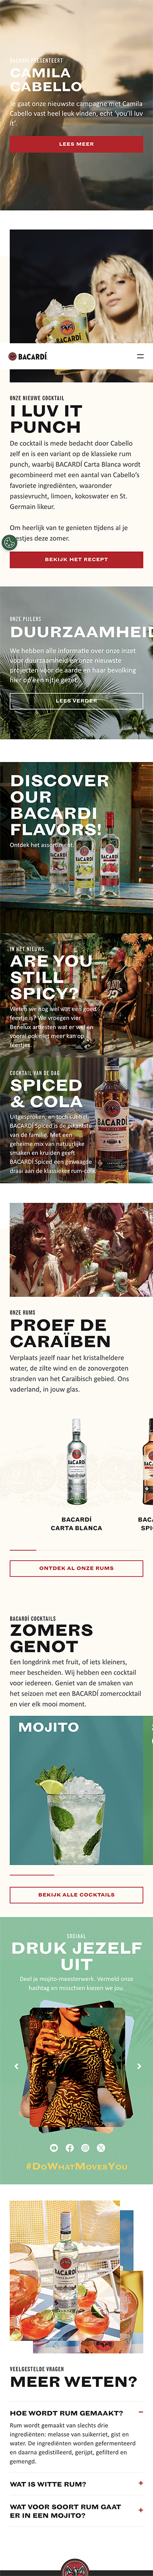 BACARDÍ PRESENTEERT
CAMILA
CABELLO
Je gaat onze nieuwste campagne met Camila
Cabello vast heel leuk vinden, echt 'you'll luv
it'.
LEES MEER
BACARDÍ
BACARDÍ
ONZE NIEUWE COCKTAIL
I LUV IT
PUNCH
De cocktail is mede bedacht door Cabello
zelf en is een variant op de klassieke rum
punch, waarbij BACARDÍ Carta Blanca wordt
gecombineerd met een aantal van Cabello's
favoriete ingrediënten, waaronder
passievrucht, limoen, kokoswater en St.
Germain likeur.
Om heerlijk van te genieten tijdens al je
feestjes deze zomer.
BEKIJK HET RECEPT
ONZE PIJLERS
DUURZAAMHEID
We hebben alle informatie over onze inzet
voor duurzaamheid en onze nieuwste
projecten voor de aarde en haar bevolking
hier op een rijtje gezet.
LEES VERDER
DISCOVER
OUR
BACARDI
FLAVORS!
Ontdek het assortiment.
BACARDÍ BACARDÍ BACARDÍ
IN HET NIEUWS
ARE YOU
STILL
SPICY?
Weten we nog wel wat een goed
feestje is? We vroegen vier
Benelux artiesten wat er wel en
vooral ook niet meer kan op
feestjes.
COCKTAIL VAN DE DAG
SPICED
& COLA
Uitgesproken, en toch subtiel.
BACARDÍ Spiced is de pikantste
van de familie. Met een
geheime mix van natuurlijke
smaken en kruiden geeft
BACARDÍ Spiced een gewaagde
draai aan de klassieker rum-cola.
BACARDÍ
ONZE RUMS
PROEF DE
CARAÏBEN
Verplaats jezelf naar het kristalheldere
water, de zilte wind en de zonovergoten
stranden van het Caraïbisch gebied. Ons
vaderland, in jouw glas.
BACARDÍ
BACARDÍ
CARTA BLANCA
BACA
SPI
ONTDEK AL ONZE RUMS
BACARDÍ COCKTAILS
ZOMERS
GENOT
Een longdrink met fruit, of iets kleiners,
meer bescheiden. Wij hebben een cocktail
voor iedereen. Geniet van de smaken van
het seizoen met een BACARDÍ zomercocktail
en vier elk mooi moment.
MOJITO
BEKIJK ALLE COCKTAILS
SOCIAAL
DRUK JEZELF
UIT
Deel je mojito-meesterwerk. Vermeld onze
hashtag en misschien kiezen we jou.
#DoWhatMovesYou
BACARDÍ
VEELGESTELDE VRAGEN
MEER WETEN?
HOE WORDT RUM GEMAAKT?
Rum wordt gemaakt van slechts drie
ingrediënten: melasse van suikerriet, gist en
water. De ingrediënten worden gefermenteerd
en daarna gedistilleerd, gerijpt, gefilterd en
gemengd.
WAT IS WITTE RUM?
WAT VOOR SOORT RUM GAAT
ER IN EEN MOJITO?